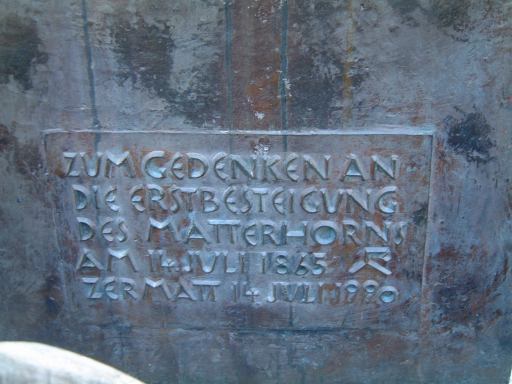 ZUM GEDENKEN AN
DIE ERSTBESTEIGUNG
DES MATTERHORNS
AM 14. JULI 1865
ZERMATT 14 JULI 1990